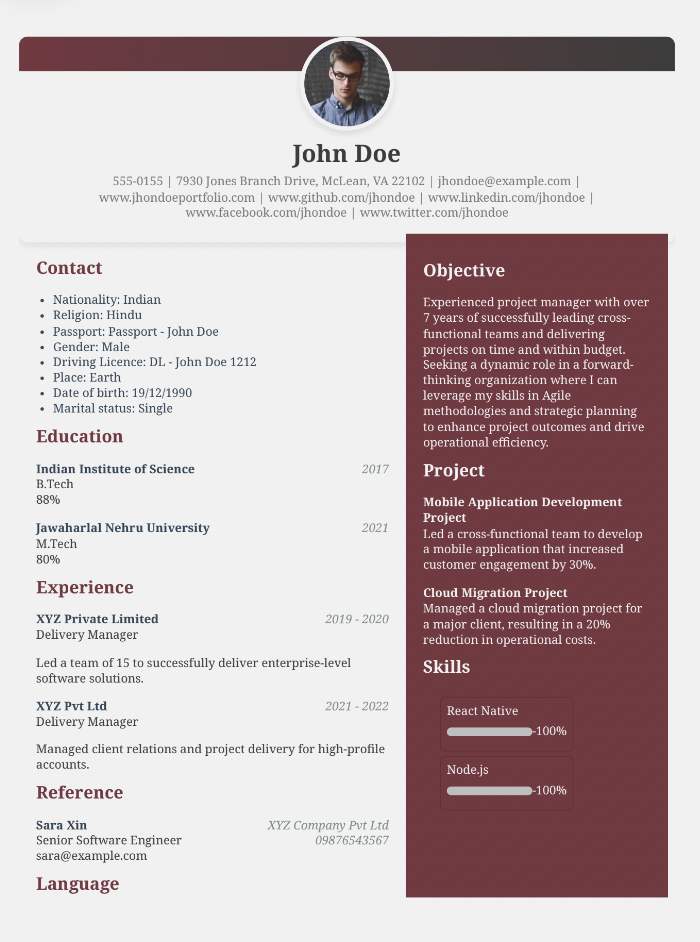 John Doe
555-0155 | 7930 Jones Branch Drive, McLean, VA 22102 | jhondoe@example.com |
www.jhondoeportfolio.com | www.github.com/jhondoe | www.linkedin.com/jhondoe |
www.facebook.com/jhondoe | www.twitter.com/jhondoe
Contact
• Nationality: Indian
• Religion: Hindu
• Passport: Passport - John Doe
• Gender: Male
• Driving Licence: DL - John Doe 1212
• Place: Earth
• Date of birth: 19/12/1990
• Marital status: Single
Education
Indian Institute of Science 2017
B.Tech
88%
Jawaharlal Nehru University 2021
M.Tech
80%
Experience
XYZ Private Limited 2019 - 2020
Delivery Manager
Led a team of 15 to successfully deliver enterprise-level
software solutions.
XYZ Pvt Ltd 2021 - 2022
Delivery Manager
Managed client relations and project delivery for high-profile
accounts.
Reference
Sara Xin XYZ Company Pvt Ltd
Senior Software Engineer 09876543567
sara@example.com
Language
Objective
Experienced project manager with over
7 years of successfully leading cross-
functional teams and delivering
projects on time and within budget.
Seeking a dynamic role in a forward-
thinking organization where I can
leverage my skills in Agile
methodologies and strategic planning
to enhance project outcomes and drive
operational efficiency.
Project
Mobile Application Development
Project
Led a cross-functional team to develop
a mobile application that increased
customer engagement by 30%.
Cloud Migration Project
Managed a cloud migration project for
a major client, resulting in a 20%
reduction in operational costs.
Skills
React Native
-100%
Node.js
-100%